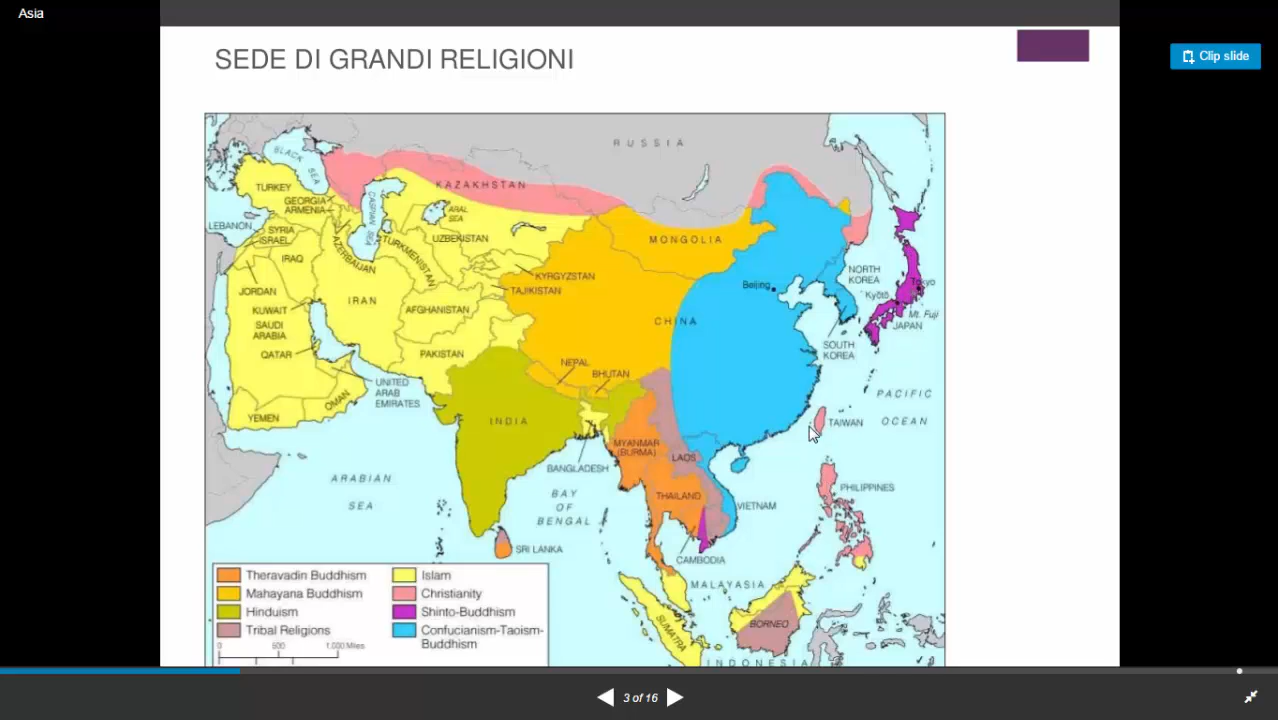 Asia
Clip slide
SEDE DI GRANDI RELIGIONI
RUSSIA
BLACK
SEA
KAZAKHSTAN
TURKEY
GEORGIA
ARMENIA
CASPIAN SEA
ARAL
SEA
LEBANON
SYRIA
ISRAEL
UZBEKISTAN
MONGOLIA
IRAQ
AZERBAIJAN
TURKMENISTAN
KYRGYZSTAN
TAJIKISTAN
NORTH
KOREA
Tokyo
Beijing
Kyōtō
Mt. Fuji
JAPAN
JORDAN
IRAN
KUWAIT
AFGHANISTAN
SAUDI
ARABIA
CHINA
SOUTH
KOREA
QATAR
PAKISTAN
NEPAL
BHUTAN
UNITED
ARAB
EMIRATES
OMAN
YEMEN
PACIFIC
OCEAN
INDIA
TAIWAN
MYANMAR
(BURMA)
LAOS
BANGLADESH
ARABIAN
SEA
BAY
OF
BENGAL
THAILAND
VIETNAM
PHILIPPINES
SRI LANKA
CAMBODIA
MALAYASIA
SUMATRA
BORNEO
INDONESIA
Theravadin Buddhism
Mahayana Buddhism
Hinduism
Tribal Religions
Islam
Christianity
Shinto-Buddhism
Confucianism-Taoism-
Buddhism
0 500 1,000 Miles
3 of 16